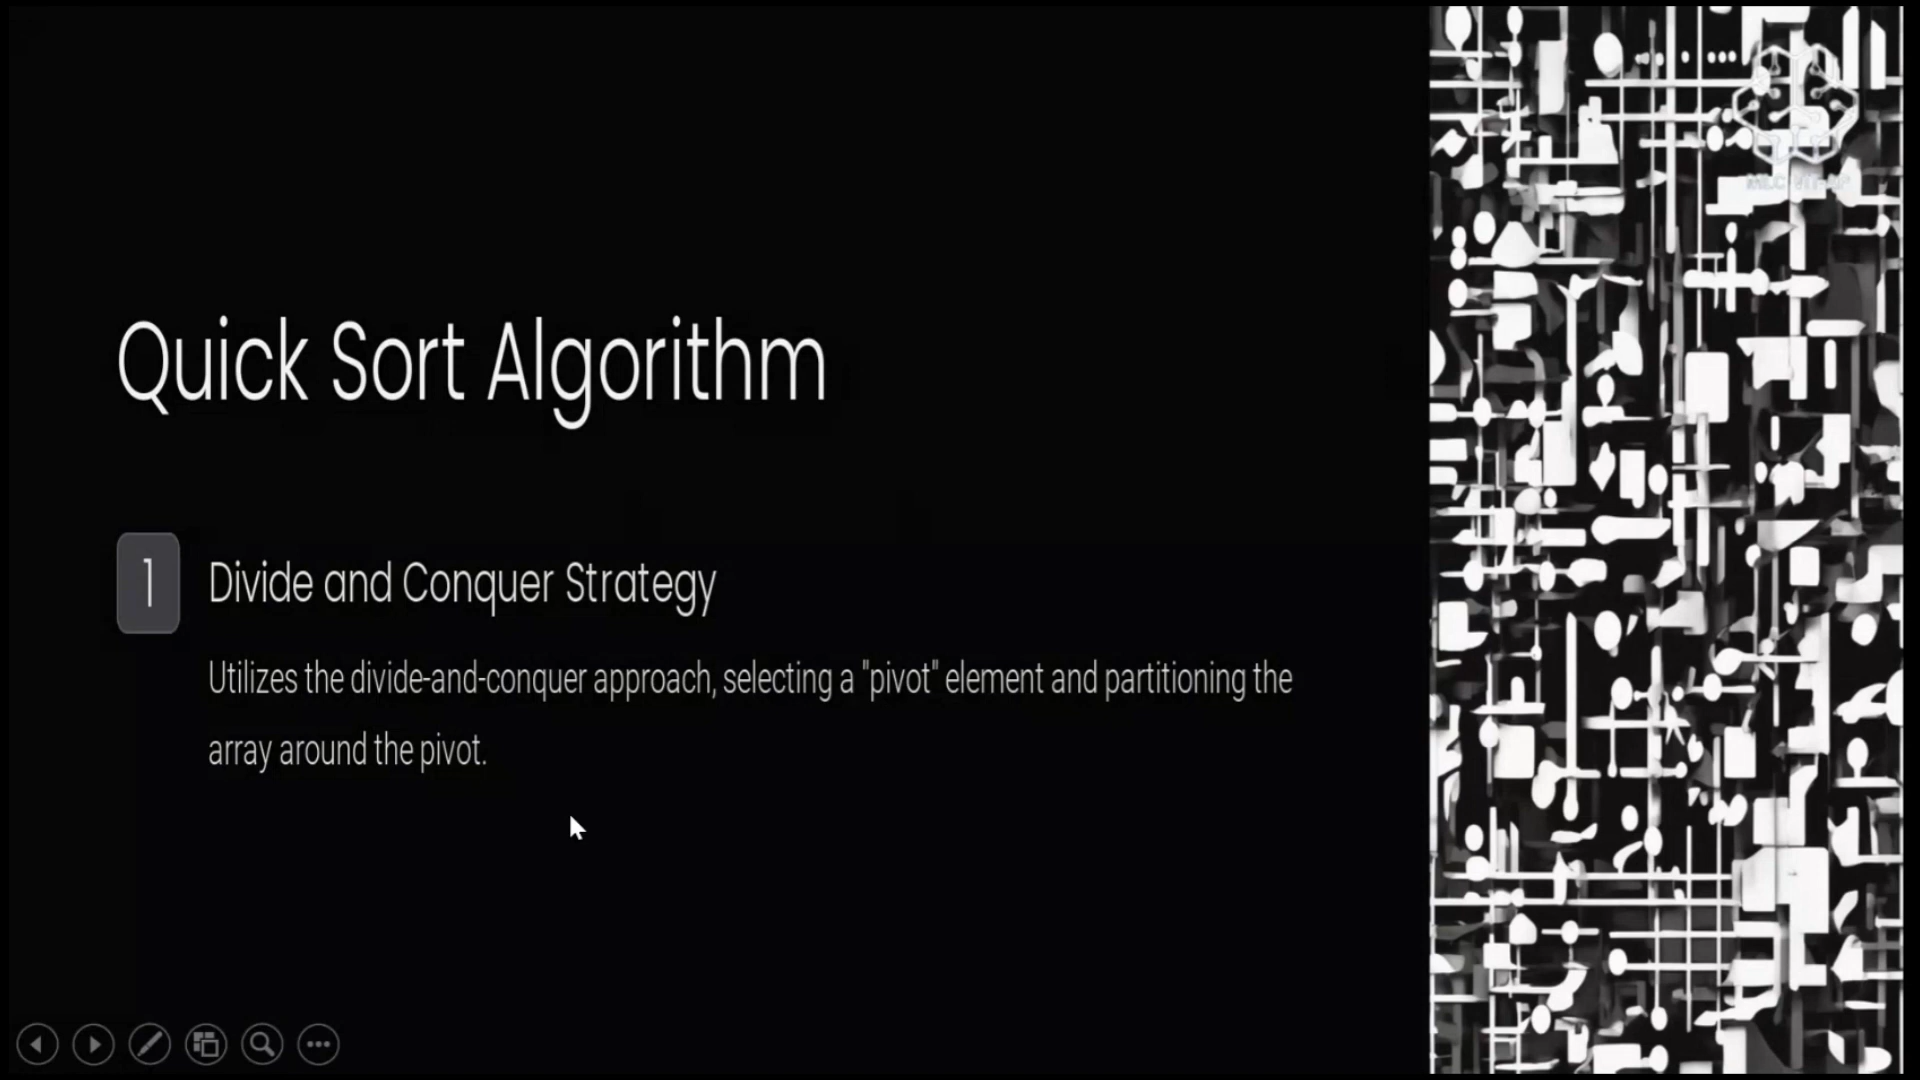 Quick Sort Algorithm
1
Divide and Conquer Strategy
Utilizes the divide-and-conquer approach, selecting a "pivot" element and partitioning the
array around the pivot.